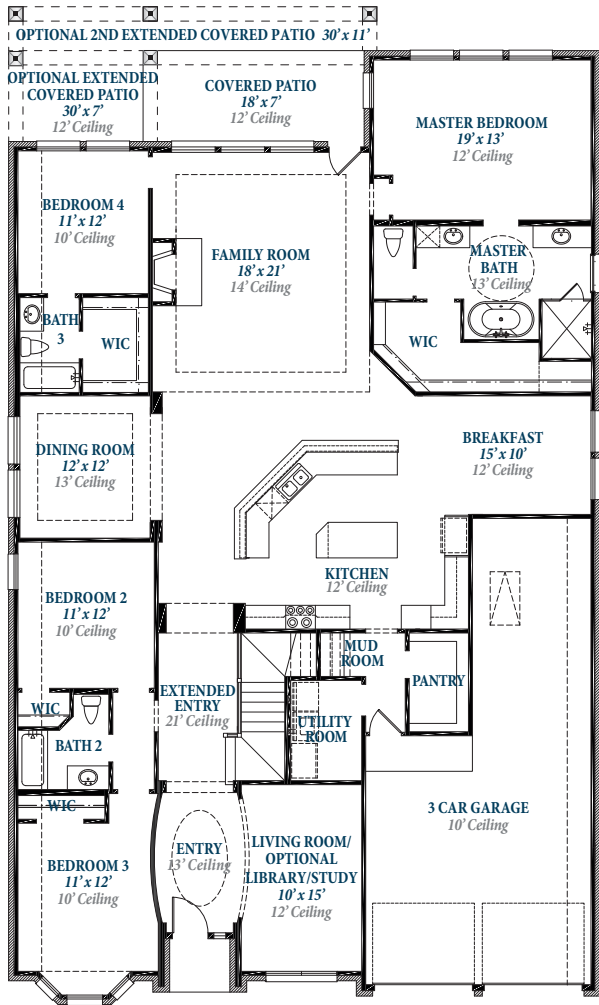 OPTIONAL 2ND EXTENDED COVERED PATIO 30' x 11'
OPTIONAL EXTENDED
COVERED PATIO
30' x 7'
12' Ceiling
COVERED PATIO
18' x 7'
12' Ceiling
MASTER BEDROOM
19' x 13'
12' Ceiling
BEDROOM 4
11' x 12'
10' Ceiling
FAMILY ROOM
18' x 21'
14' Ceiling
MASTER
BATH
13' Ceiling
BATH
3
WIC
WIC
DINING ROOM
12' x 12'
13' Ceiling
BREAKFAST
15' x 10'
12' Ceiling
KITCHEN
12' Ceiling
BEDROOM 2
11' x 12'
10' Ceiling
MUD
ROOM
PANTRY
EXTENDED
ENTRY
21' Ceiling
WIC
UTILITY
ROOM
BATH 2
WIC
3 CAR GARAGE
10' Ceiling
ENTRY
13' Ceiling
LIVING ROOM/
OPTIONAL
LIBRARY/STUDY
10' x 15'
12' Ceiling
BEDROOM 3
11' x 12'
10' Ceiling